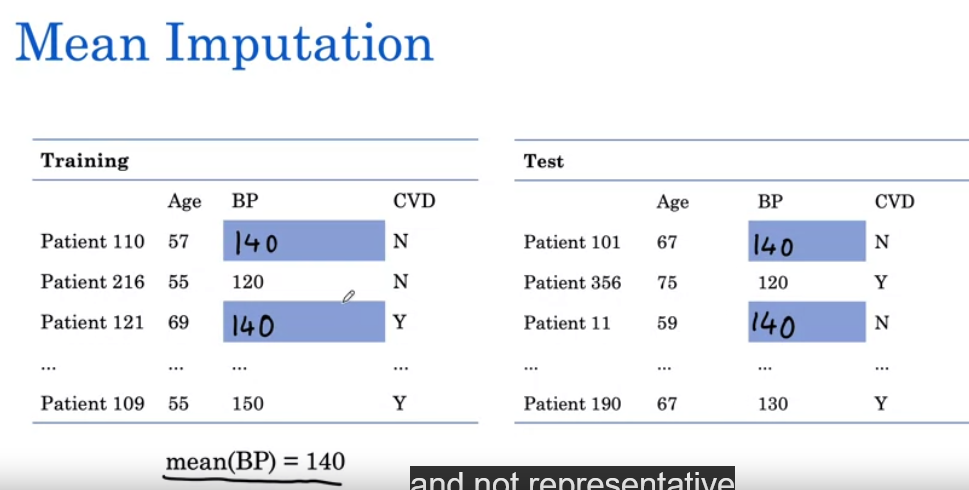 Mean Imputation
Training
Age BP CVD
Patient 110 57 140 N
Patient 216 55 120 N
Patient 121 69 140 Y
... ... ... ...
Patient 109 55 150 Y
mean(BP) = 140
Test
Age BP CVD
Patient 101 67 140 N
Patient 356 75 120 Y
Patient 11 59 140 N
... ... ... ...
Patient 190 67 130 Y
and not representative